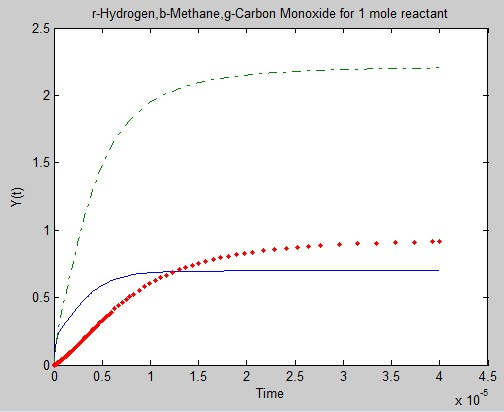 r-Hydrogen,b-Methane,g-Carbon Monoxide for 1 mole reactant
2.5
2
1.5
1
0.5
0
Y(t)
0 0.5 1 1.5 2 2.5 3 3.5 4 4.5
Time
x 10⁻⁵